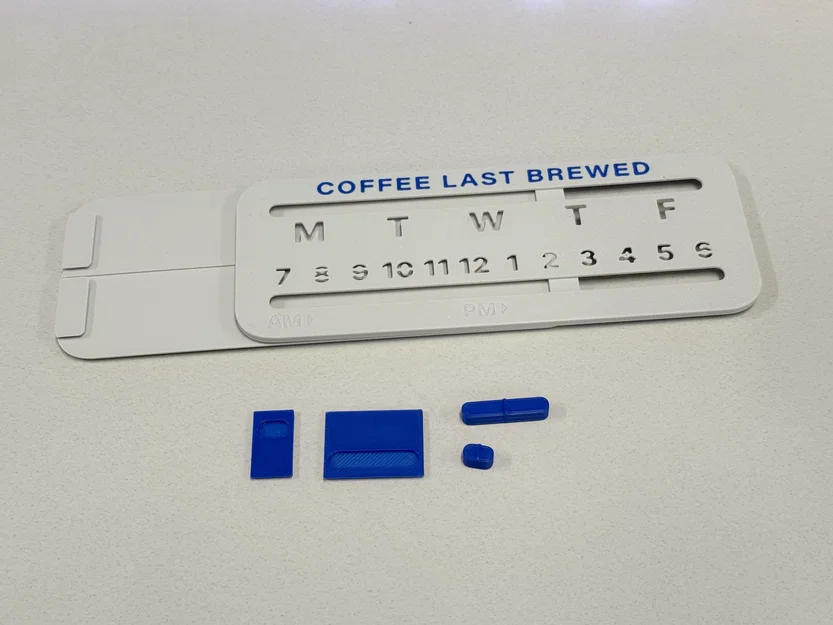 COFFEE LAST BREWED
M T W T F
7 8 9 10 11 12 1 2 3 4 5 6
AM PM